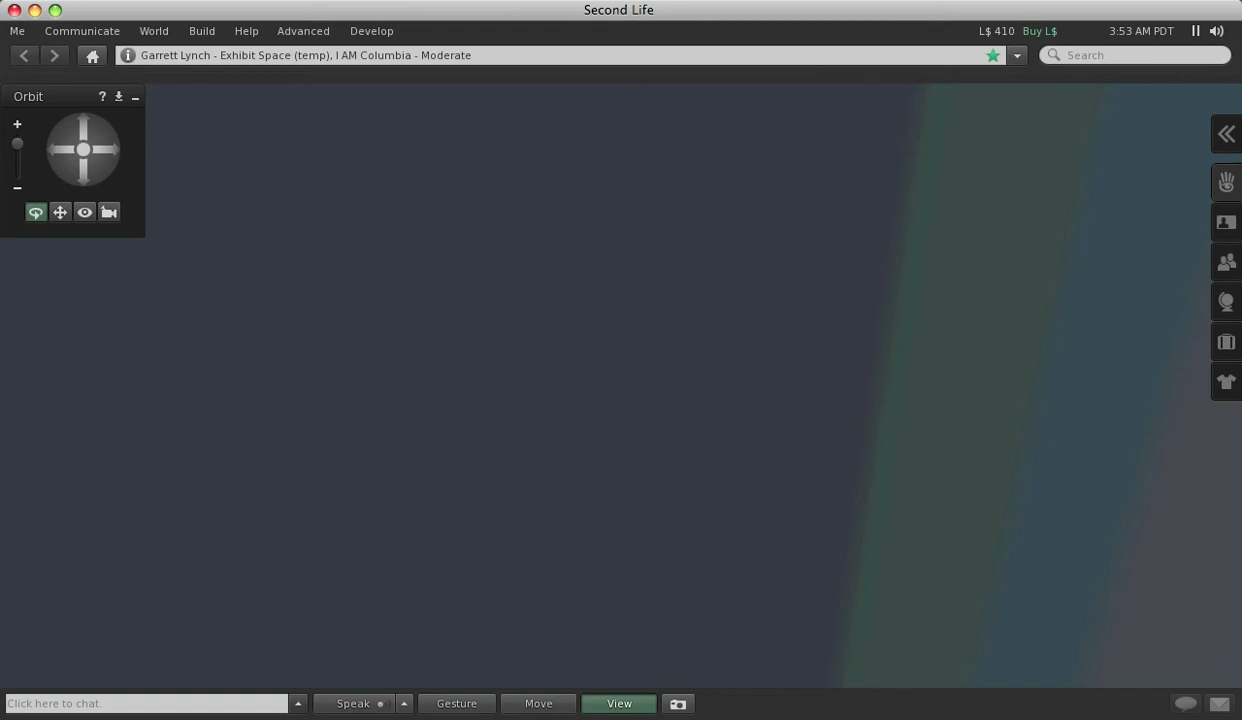 Second Life
Me Communicate World Build Help Advanced Develop L$ 410 Buy L$ 3:53 AM PDT
Garrett Lynch - Exhibit Space (temp), I AM Columbia - Moderate Search
Orbit ?
Click here to chat. Speak Gesture Move View